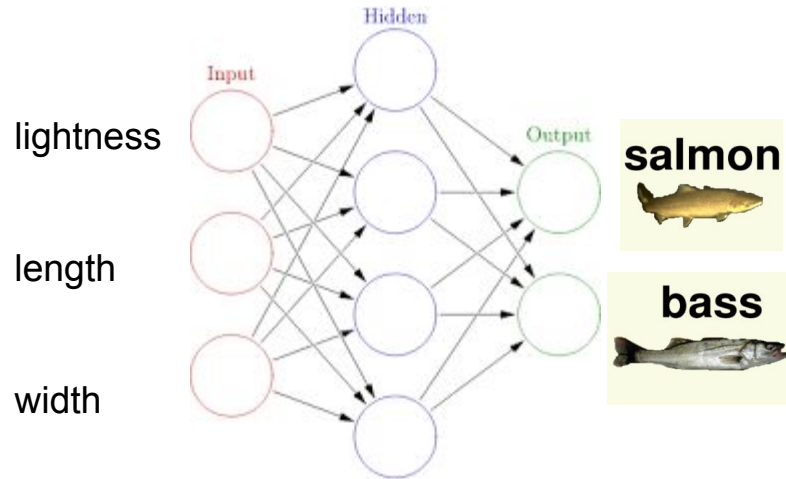 Hidden
Input
lightness
Output
salmon
length
bass
width